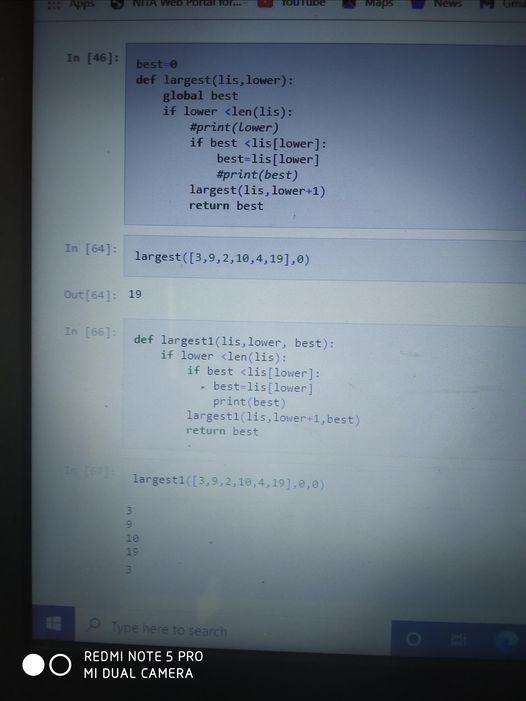 Apps NITA Web Portal for... YouTube Maps News
In [46]:
best=0
def largest(lis,lower):
global best
if lower <len(lis):
#print(lower)
if best <lis[lower]:
best=lis[lower]
#print(best)
largest(lis,lower+1)
return best
In [64]:
largest([3,9,2,10,4,19],0)
Out[64]: 19
In [66]:
def largest1(lis,lower, best):
if lower <len(lis):
if best <lis[lower]:
best=lis[lower]
print(best)
largest1(lis,lower+1,best)
return best
In [67]:
largest1([3,9,2,10,4,19],0,0)
3
9
10
19
3
Type here to search
REDMI NOTE 5 PRO
MI DUAL CAMERA